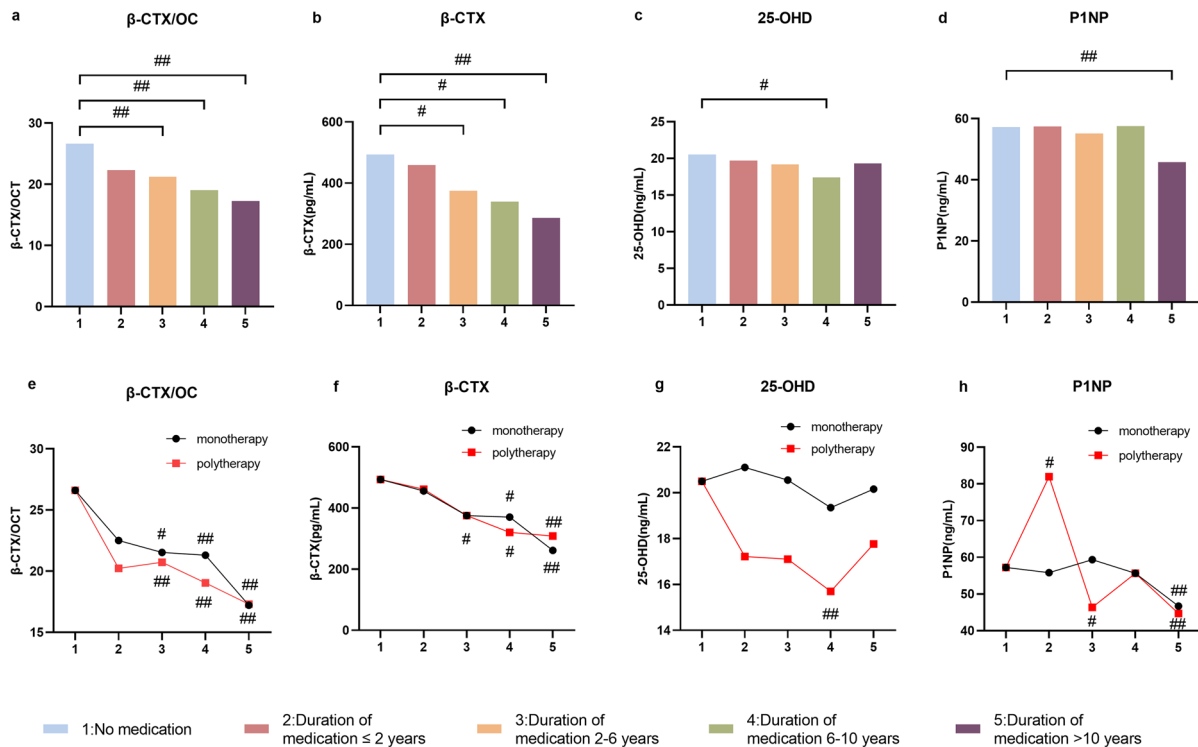 a
β-CTX/OC
##
##
##
β-CTX/OCT
30
20
10
0
1 2 3 4 5
b
β-CTX
##
#
#
β-CTX(pg/mL)
600
400
200
0
1 2 3 4 5
c
25-OHD
#
25-OHD(ng/mL)
25
20
15
10
5
0
1 2 3 4 5
d
P1NP
##
P1NP(ng/mL)
60
40
20
0
1 2 3 4 5
e
β-CTX/OC
monotherapy
polytherapy
β-CTX/OCT
30
25
20
15
# ##
## ## ##
##
1 2 3 4 5
f
β-CTX
monotherapy
polytherapy
β-CTX(pg/mL)
600
400
200
0
# ##
# # ##
1 2 3 4 5
g
25-OHD
monotherapy
polytherapy
25-OHD(ng/mL)
22
20
18
16
14
##
1 2 3 4 5
h
P1NP
monotherapy
polytherapy
P1NP(ng/mL)
90
80
70
60
50
40
#
##
# ##
1 2 3 4 5
1:No medication
2:Duration of
medication ≤ 2 years
3:Duration of
medication 2-6 years
4:Duration of
medication 6-10 years
5:Duration of
medication >10 years